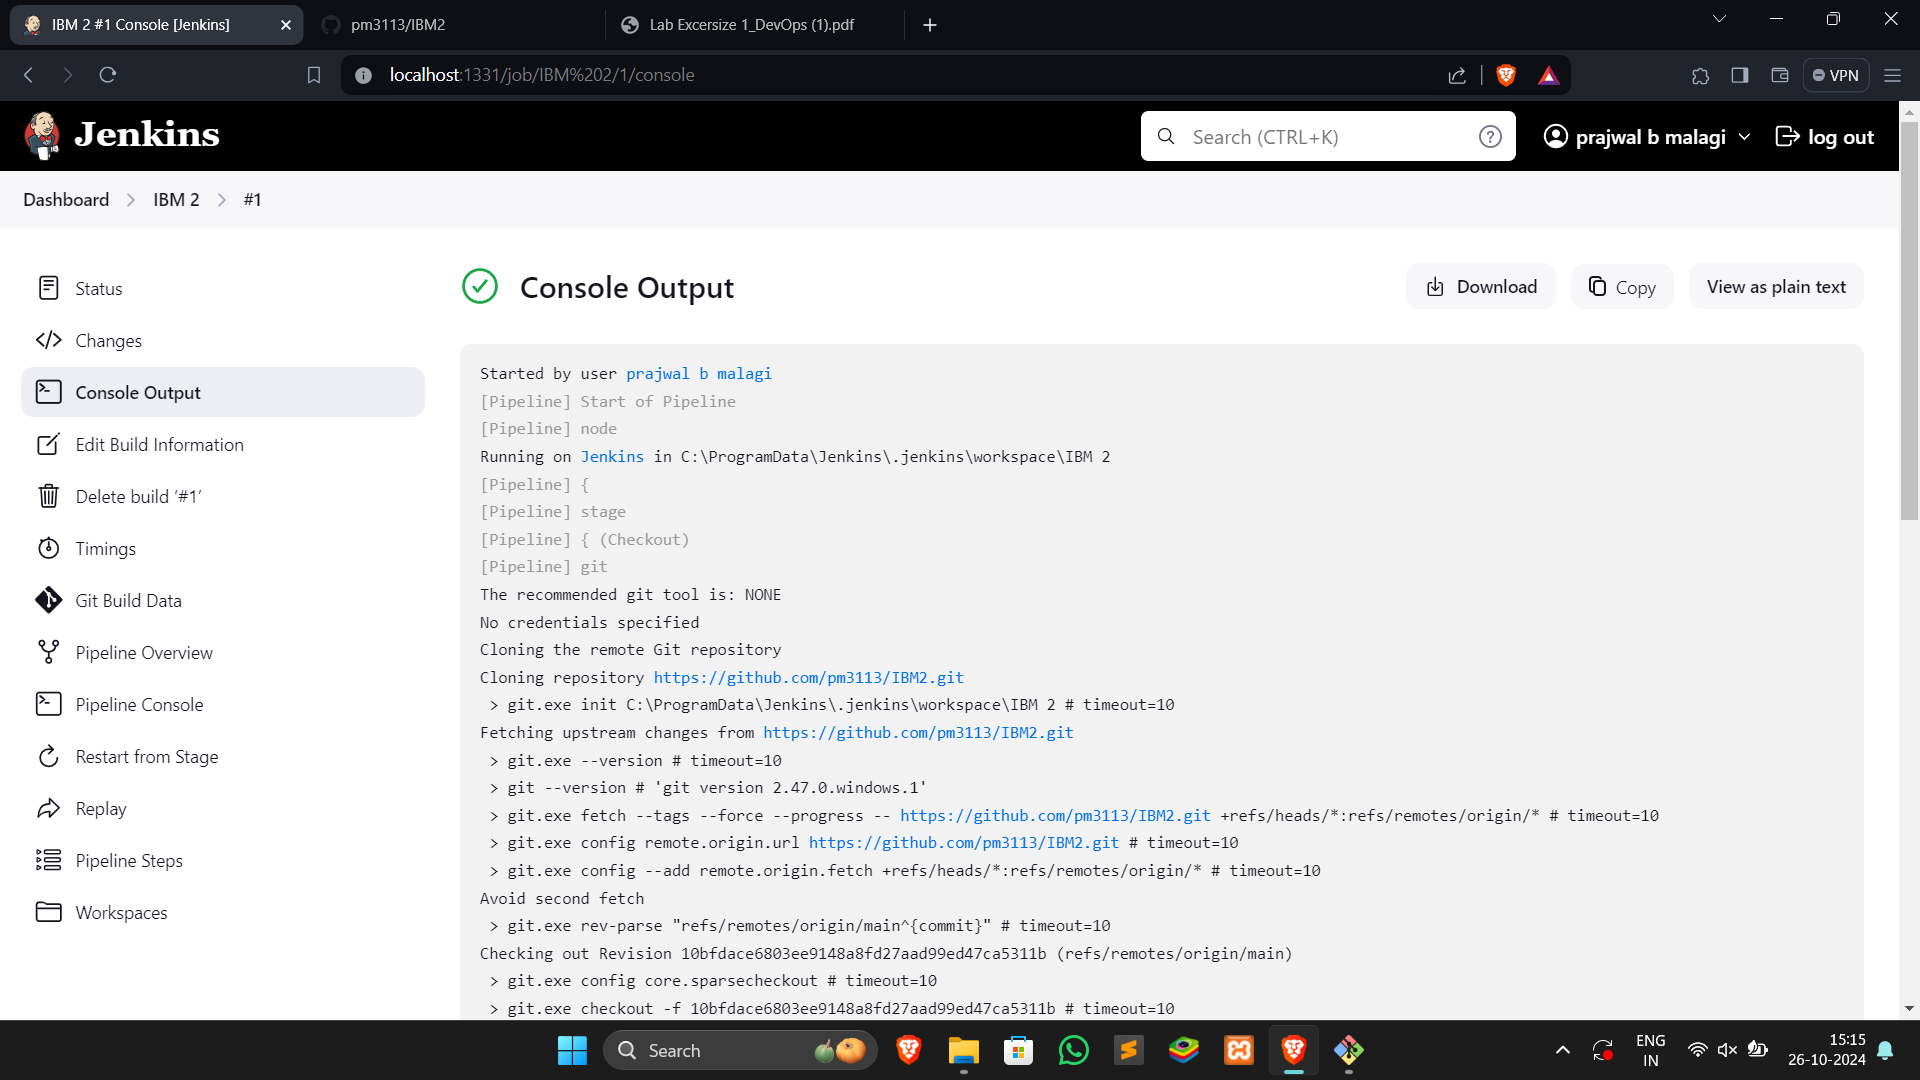 IBM 2 #1 Console [Jenkins]
pm3113/IBM2
Lab Excersize 1_DevOps (1).pdf
localhost:1331/job/IBM%202/1/console
VPN
Jenkins
Search (CTRL+K)
prajwal b malagi
log out
Dashboard
IBM 2
#1
Status
Changes
Console Output
Edit Build Information
Delete build ‘#1’
Timings
Git Build Data
Pipeline Overview
Pipeline Console
Restart from Stage
Replay
Pipeline Steps
Workspaces
Console Output
Download
Copy
View as plain text
Started by user prajwal b malagi
[Pipeline] Start of Pipeline
[Pipeline] node
Running on Jenkins in C:\ProgramData\Jenkins\.jenkins\workspace\IBM 2
[Pipeline] {
[Pipeline] stage
[Pipeline] { (Checkout)
[Pipeline] git
The recommended git tool is: NONE
No credentials specified
Cloning the remote Git repository
Cloning repository https://github.com/pm3113/IBM2.git
> git.exe init C:\ProgramData\Jenkins\.jenkins\workspace\IBM 2 # timeout=10
Fetching upstream changes from https://github.com/pm3113/IBM2.git
> git.exe --version # timeout=10
> git --version # 'git version 2.47.0.windows.1'
> git.exe fetch --tags --force --progress -- https://github.com/pm3113/IBM2.git +refs/heads/*:refs/remotes/origin/* # timeout=10
> git.exe config remote.origin.url https://github.com/pm3113/IBM2.git # timeout=10
> git.exe config --add remote.origin.fetch +refs/heads/*:refs/remotes/origin/* # timeout=10
Avoid second fetch
> git.exe rev-parse "refs/remotes/origin/main^{commit}" # timeout=10
Checking out Revision 10bfdace6803ee9148a8fd27aad99ed47ca5311b (refs/remotes/origin/main)
> git.exe config core.sparsecheckout # timeout=10
> git.exe checkout -f 10bfdace6803ee9148a8fd27aad99ed47ca5311b # timeout=10
Search
ENG
IN
15:15
26-10-2024